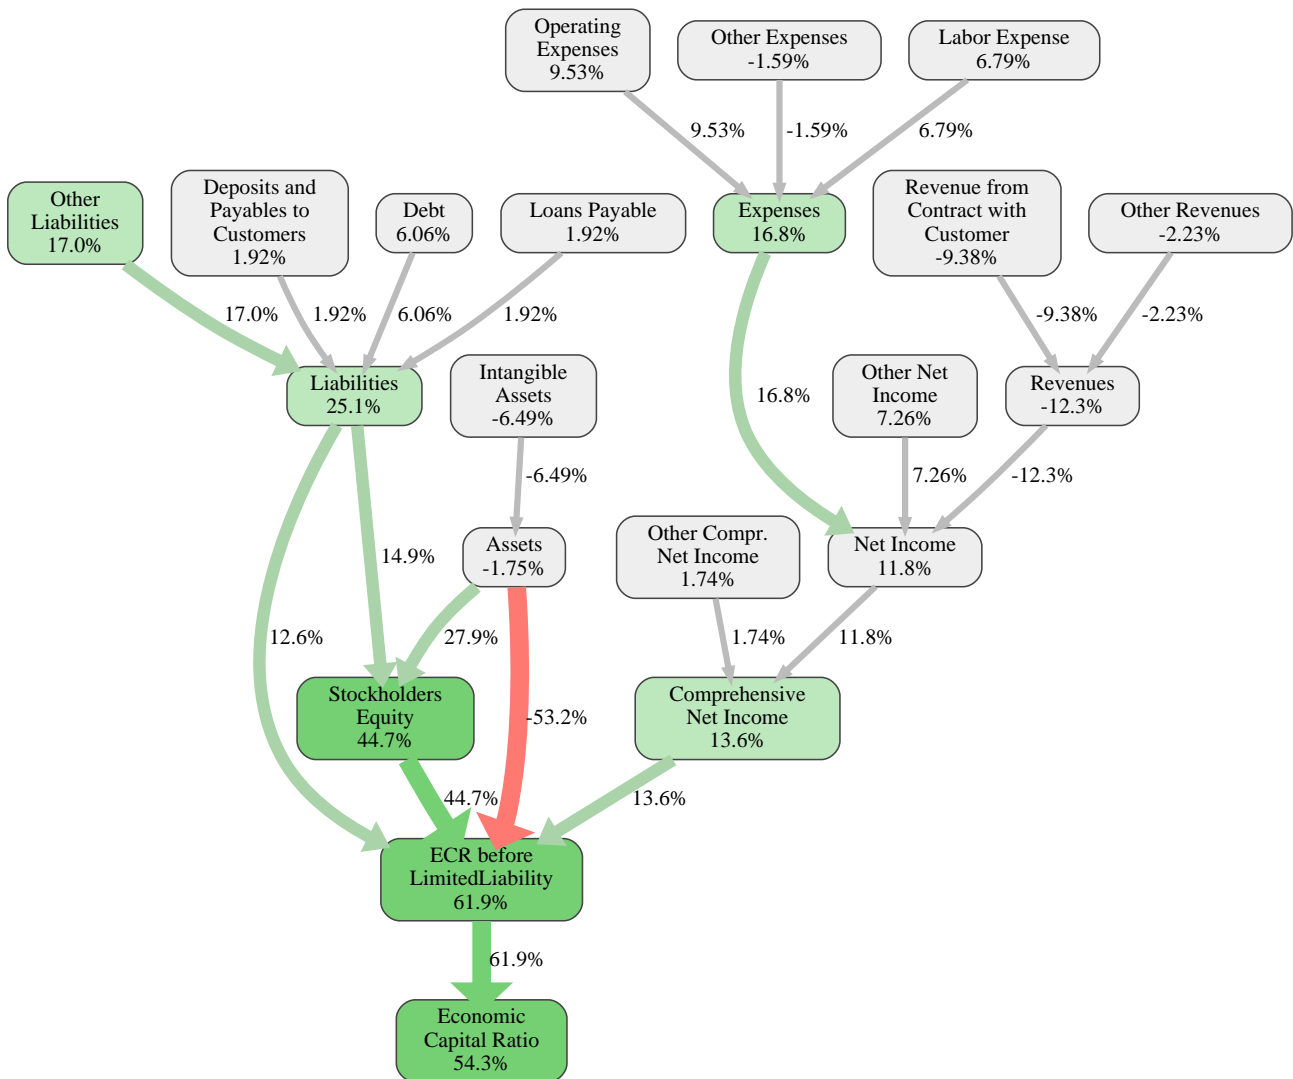 Operating
Expenses
9.53%
Other Expenses
-1.59%
Labor Expense
6.79%
9.53%
-1.59%
6.79%
Other
Liabilities
17.0%
Deposits and
Payables to
Customers
1.92%
Debt
6.06%
Loans Payable
1.92%
Expenses
16.8%
Revenue from
Contract with
Customer
-9.38%
Other Revenues
-2.23%
17.0%
1.92%
6.06%
1.92%
-9.38%
-2.23%
Liabilities
25.1%
Intangible
Assets
-6.49%
16.8%
Other Net
Income
7.26%
Revenues
-12.3%
-6.49%
7.26%
-12.3%
14.9%
Assets
-1.75%
Other Compr.
Net Income
1.74%
Net Income
11.8%
12.6%
27.9%
1.74%
11.8%
Stockholders
Equity
44.7%
-53.2%
Comprehensive
Net Income
13.6%
44.7%
13.6%
ECR before
LimitedLiability
61.9%
61.9%
Economic
Capital Ratio
54.3%